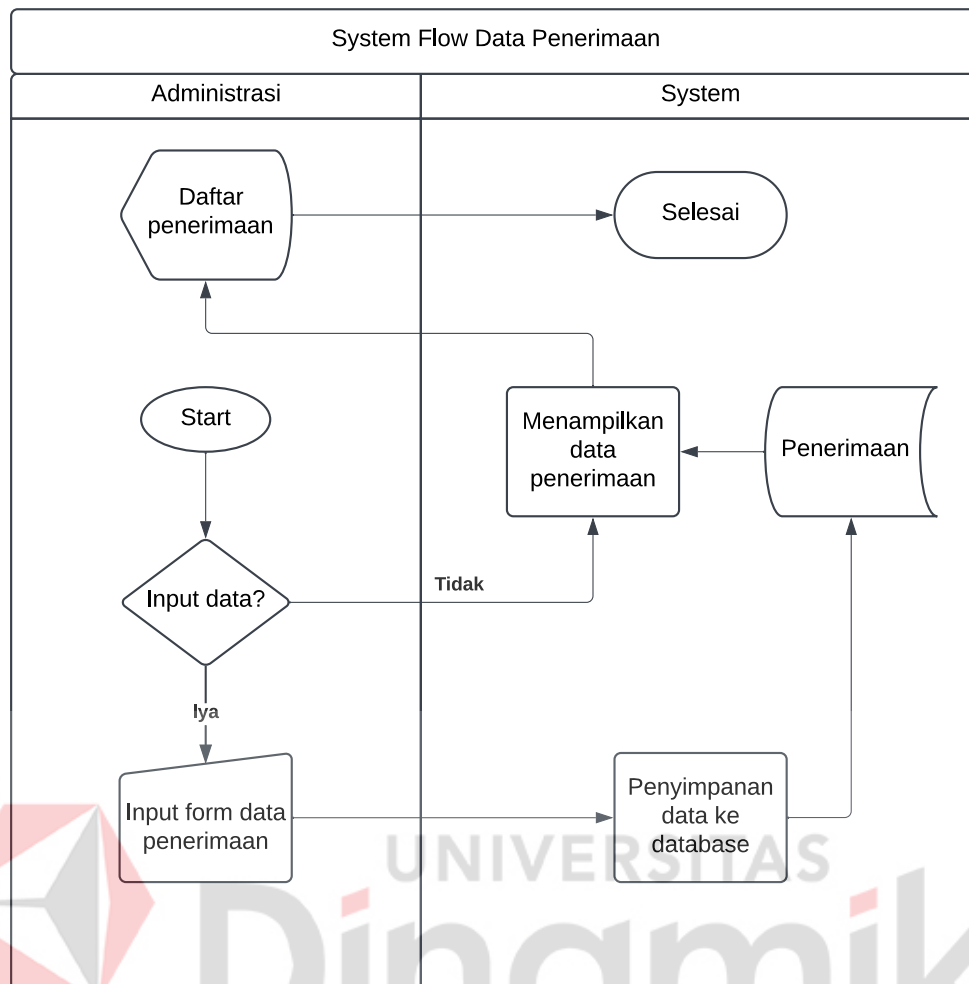 System Flow Data Penerimaan
Administrasi
System
Daftar
penerimaan
Selesai
Start
Menampilkan
data
penerimaan
Penerimaan
Input data?
Tidak
Iya
Input form data
penerimaan
Penyimpanan
data ke
database
UNIVERSITAS
Dinamik